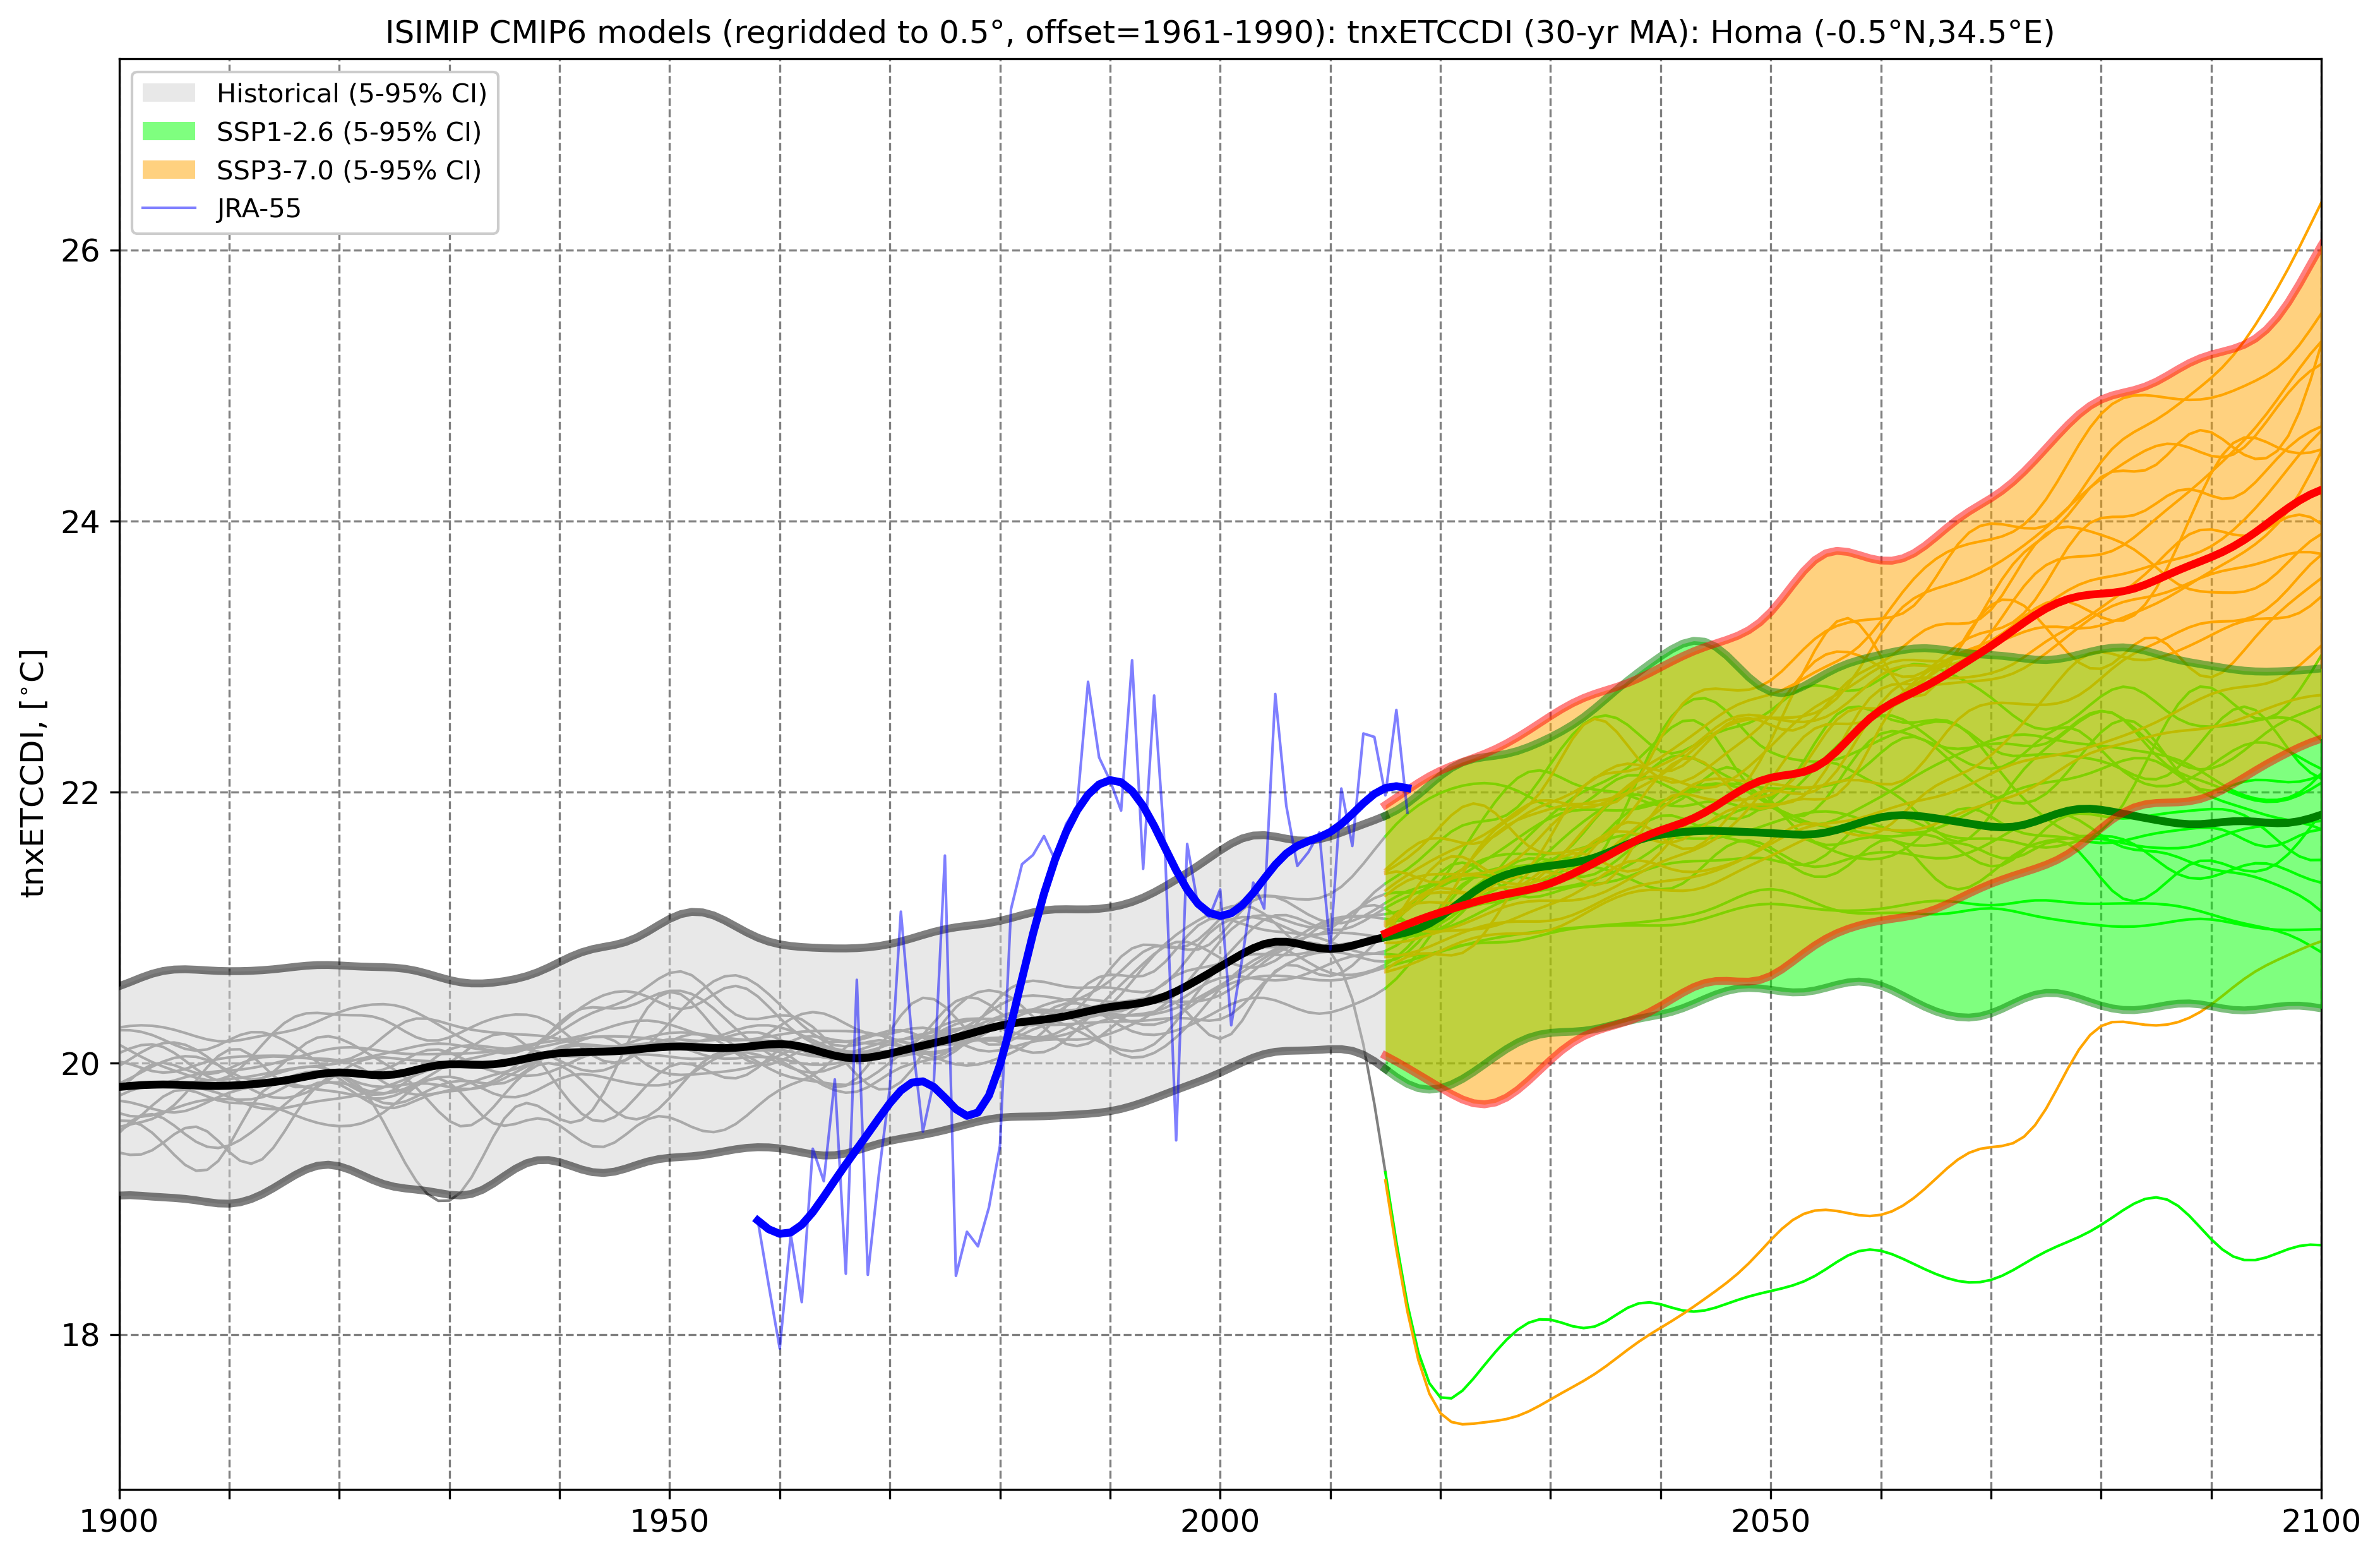 ISIMIP CMIP6 models (regridded to 0.5°, offset=1961-1990): tnxETCCDI (30-yr MA): Homa (-0.5°N,34.5°E)
Historical (5-95% CI)
SSP1-2.6 (5-95% CI)
SSP3-7.0 (5-95% CI)
JRA-55
tnxETCCDI, [°C]
26
24
22
20
18
1900
1950
2000
2050
2100